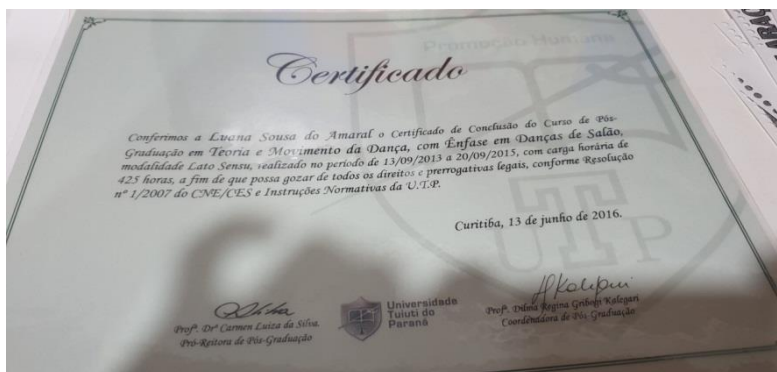 Promoção Humana
Certificado
Conferimos a Luana Sousa do Amaral o Certificado de Conclusão do Curso de Pós-
Graduação em Teoria e Movimento da Dança, com Ênfase em Danças de Salão,
modalidade Lato Sensu, realizado no período de 13/09/2013 a 20/09/2015, com carga horária de
425 horas, a fim de que possa gozar de todos os direitos e prerrogativas legais, conforme Resolução
nº 1/2007 do CNE/CES e Instruções Normativas da U.T.P.
Curitiba, 13 de junho de 2016.
UTP
Profª. Drª Carmen Luiza da Silva
Pró-Reitora de Pós-Graduação
Universidade
Tuiuti do
Paraná
Profª. Dilma Regina Gribogi Kalegari
Coordenadora de Pós-Graduação